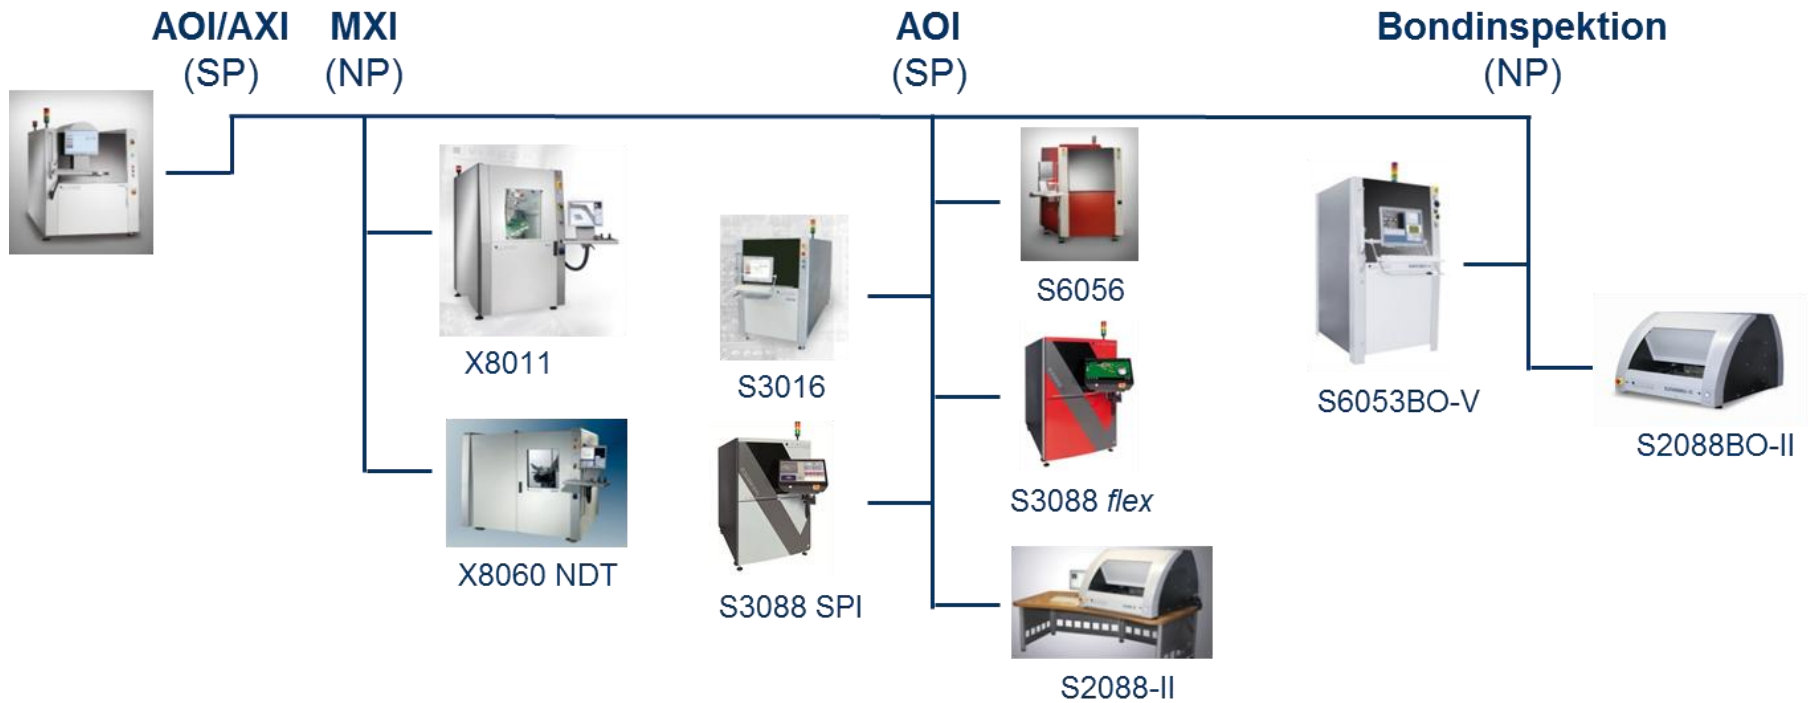 AOI/AXI
(SP)
MXI
(NP)
AOI
(SP)
Bondinspektion
(NP)
X8011
X8060 NDT
S3016
S3088 SPI
S6056
S3088 flex
S2088-II
S6053BO-V
S2088BO-II